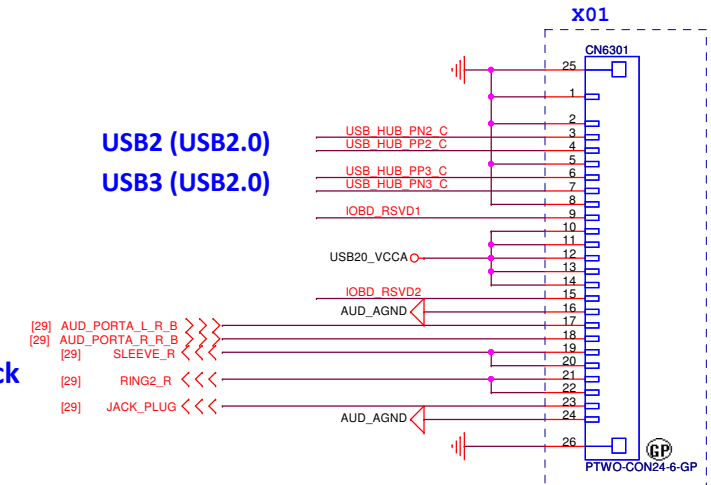 X01
CN6301
25
1
2
USB2 (USB2.0)
USB_HUB_PN2_C
3
USB_HUB_PP2_C
4
5
USB3 (USB2.0)
USB_HUB_PP3_C
6
USB_HUB_PN3_C
7
8
IOBD_RSVD1
9
10
11
USB20_VCCA
12
13
14
IOBD_RSVD2
15
AUD_AGND
16
[29] AUD_PORTA_L_R_B
17
[29] AUD_PORTA_R_R_B
18
[29] SLEEVE_R
19
20
ck
[29] RING2_R
21
22
[29] JACK_PLUG
23
AUD_AGND
24
26
GP
PTWO-CON24-6-GP